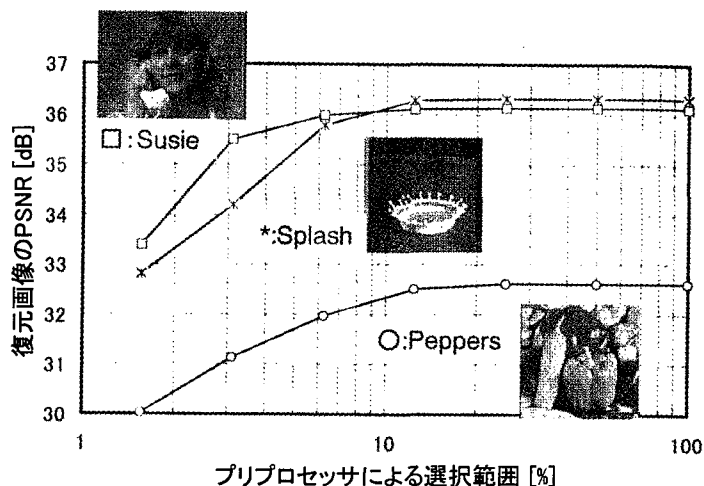 37
36
35
34
33
32
31
30
復元画像のPSNR [dB]
□:Susie
*:Splash
○:Peppers
1
10
100
プリプロセッサによる選択範囲 [%]